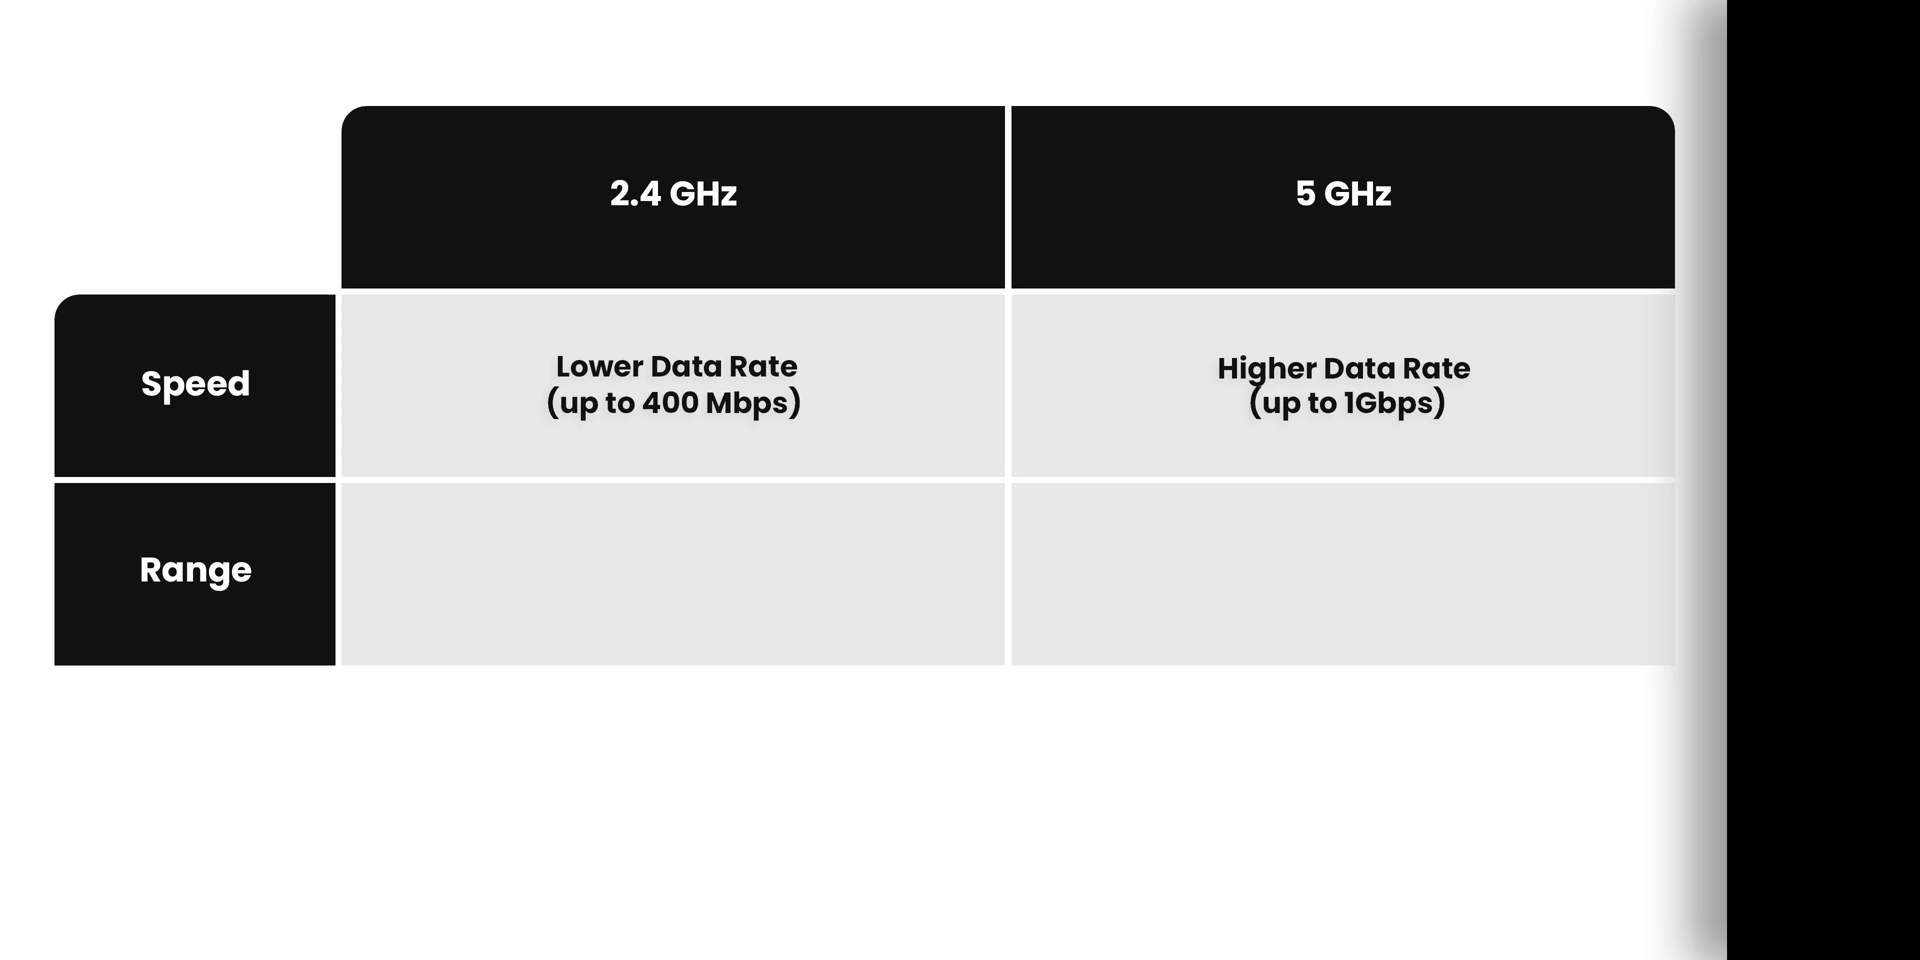 2.4 GHz
5 GHz
Speed
Lower Data Rate
(up to 400 Mbps)
Higher Data Rate
(up to 1Gbps)
Range